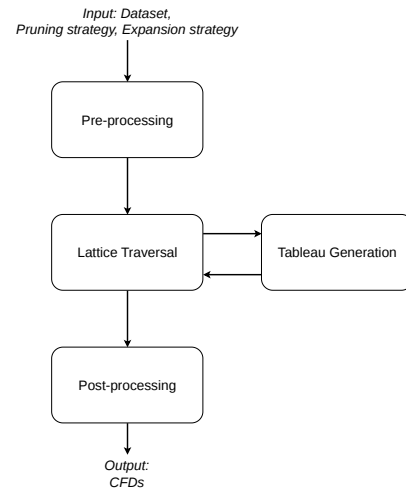 Input: Dataset,
Pruning strategy, Expansion strategy
Pre-processing
Lattice Traversal
Tableau Generation
Post-processing
Output:
CFDs